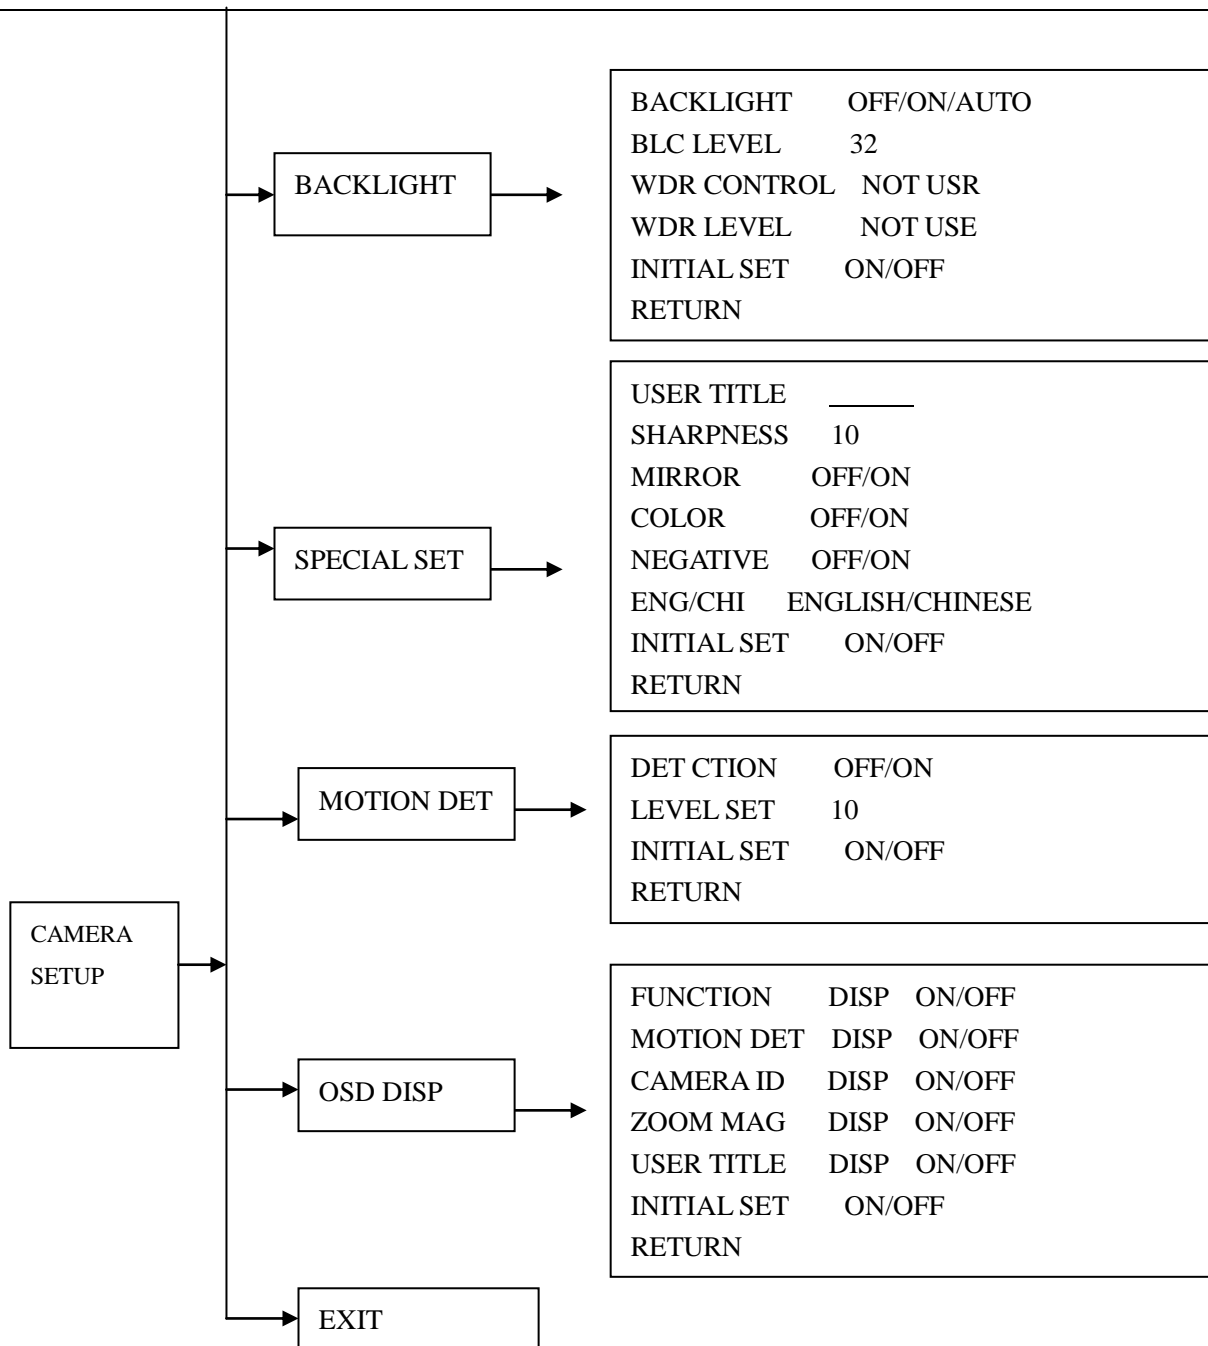 BACKLIGHT
BACKLIGHT OFF/ON/AUTO
BLC LEVEL 32
WDR CONTROL NOT USR
WDR LEVEL NOT USE
INITIAL SET ON/OFF
RETURN
SPECIAL SET
USER TITLE ______
SHARPNESS 10
MIRROR OFF/ON
COLOR OFF/ON
NEGATIVE OFF/ON
ENG/CHI ENGLISH/CHINESE
INITIAL SET ON/OFF
RETURN
MOTION DET
DET CTION OFF/ON
LEVEL SET 10
INITIAL SET ON/OFF
RETURN
CAMERA
SETUP
OSD DISP
FUNCTION DISP ON/OFF
MOTION DET DISP ON/OFF
CAMERA ID DISP ON/OFF
ZOOM MAG DISP ON/OFF
USER TITLE DISP ON/OFF
INITIAL SET ON/OFF
RETURN
EXIT